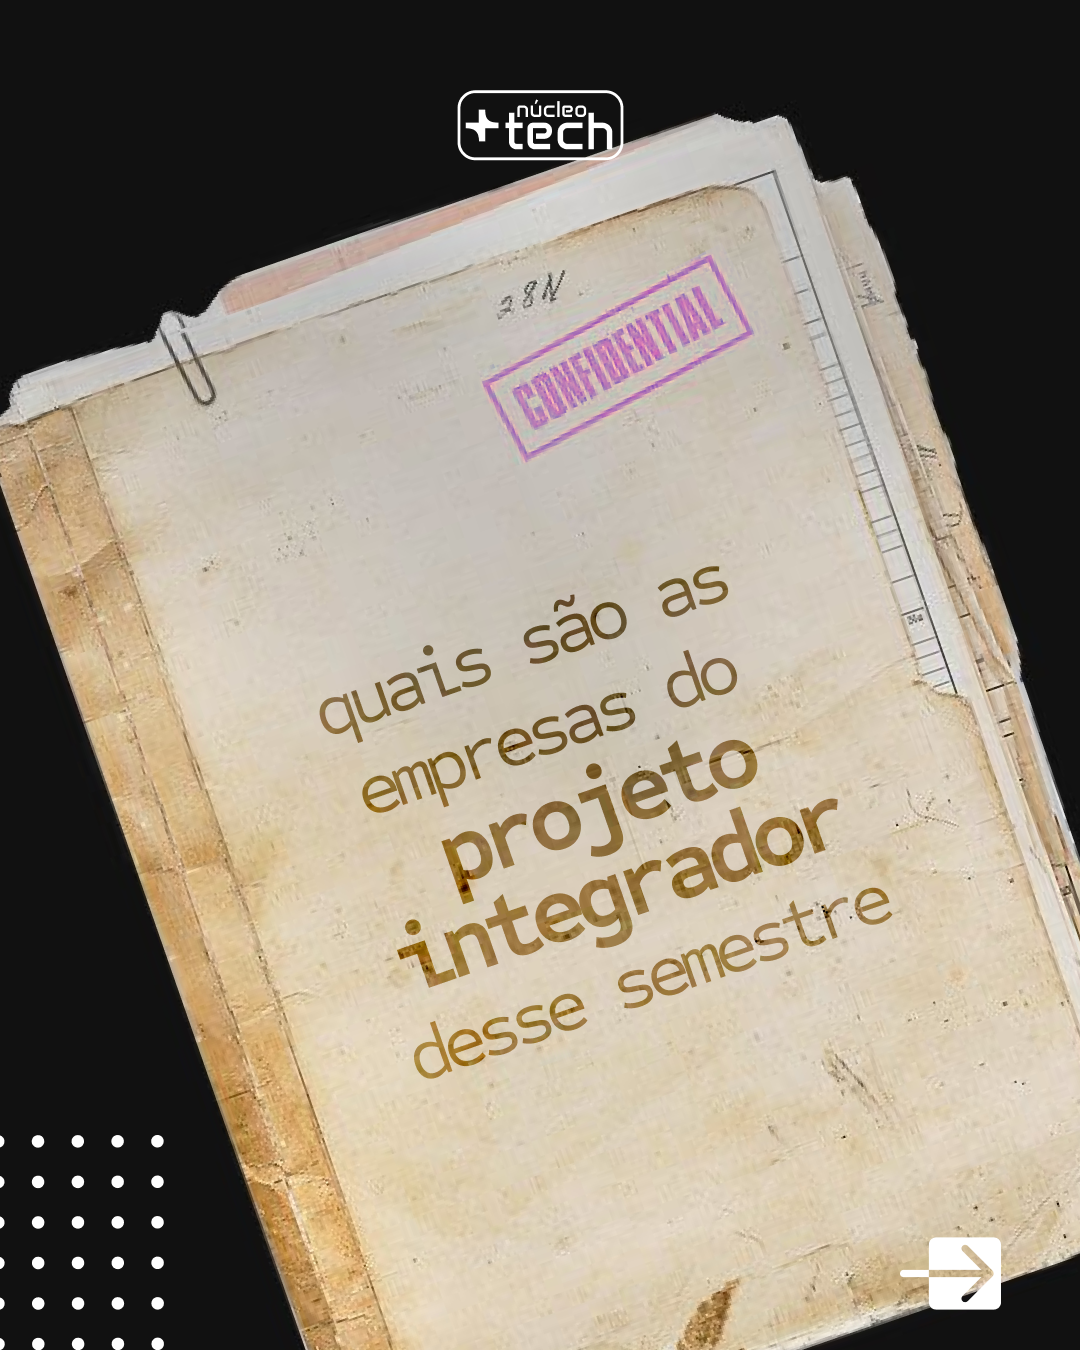 núcleo
tech
28N
CONFIDENTIAL
quais são as
empresas do
projeto
integrador
desse semestre